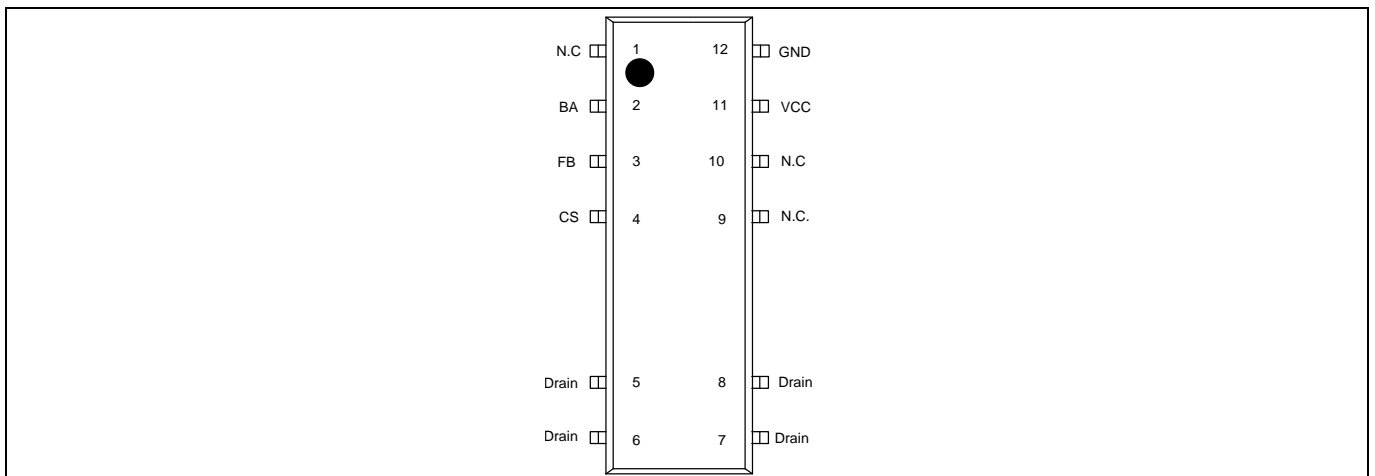 N.C 1 12 GND
BA 2 11 VCC
FB 3 10 N.C
CS 4 9 N.C.
Drain 5 8 Drain
Drain 6 7 Drain